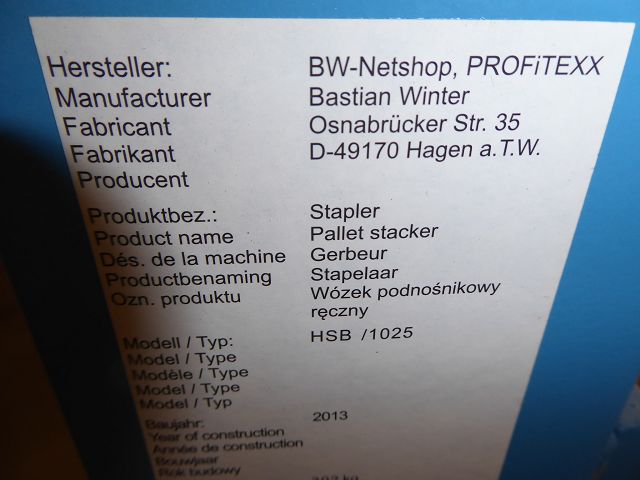 Hersteller: BW-Netshop, PROFiTEXX
Manufacturer Bastian Winter
Fabricant Osnabrücker Str. 35
Fabrikant D-49170 Hagen a.T.W.
Producent
Produktbez.: Stapler
Product name Pallet stacker
Dés. de la machine Gerbeur
Productbenaming Stapelaar
Ozn. produktu Wózek podnośnikowy
ręczny
Modell / Typ: HSB /1025
Model / Type
Modèle / Type
Model / Type
Model / Typ
Baujahr: 2013
Year of construction
Année de construction
Bouwjaar
Rok budowy
kg